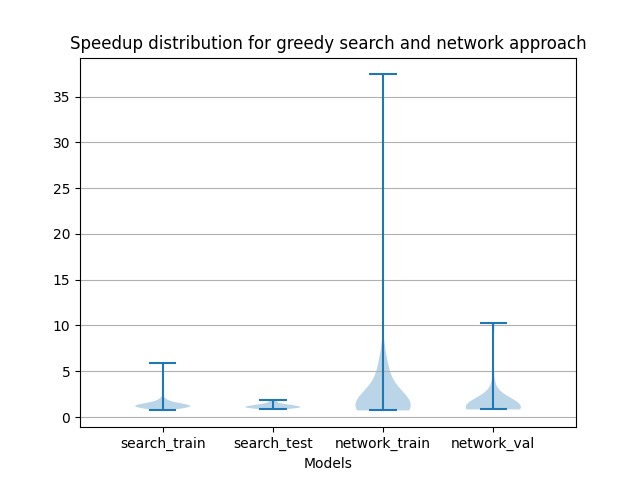 Speedup distribution for greedy search and network approach
35
30
25
20
15
10
5
0
search_train search_test network_train network_val
Models